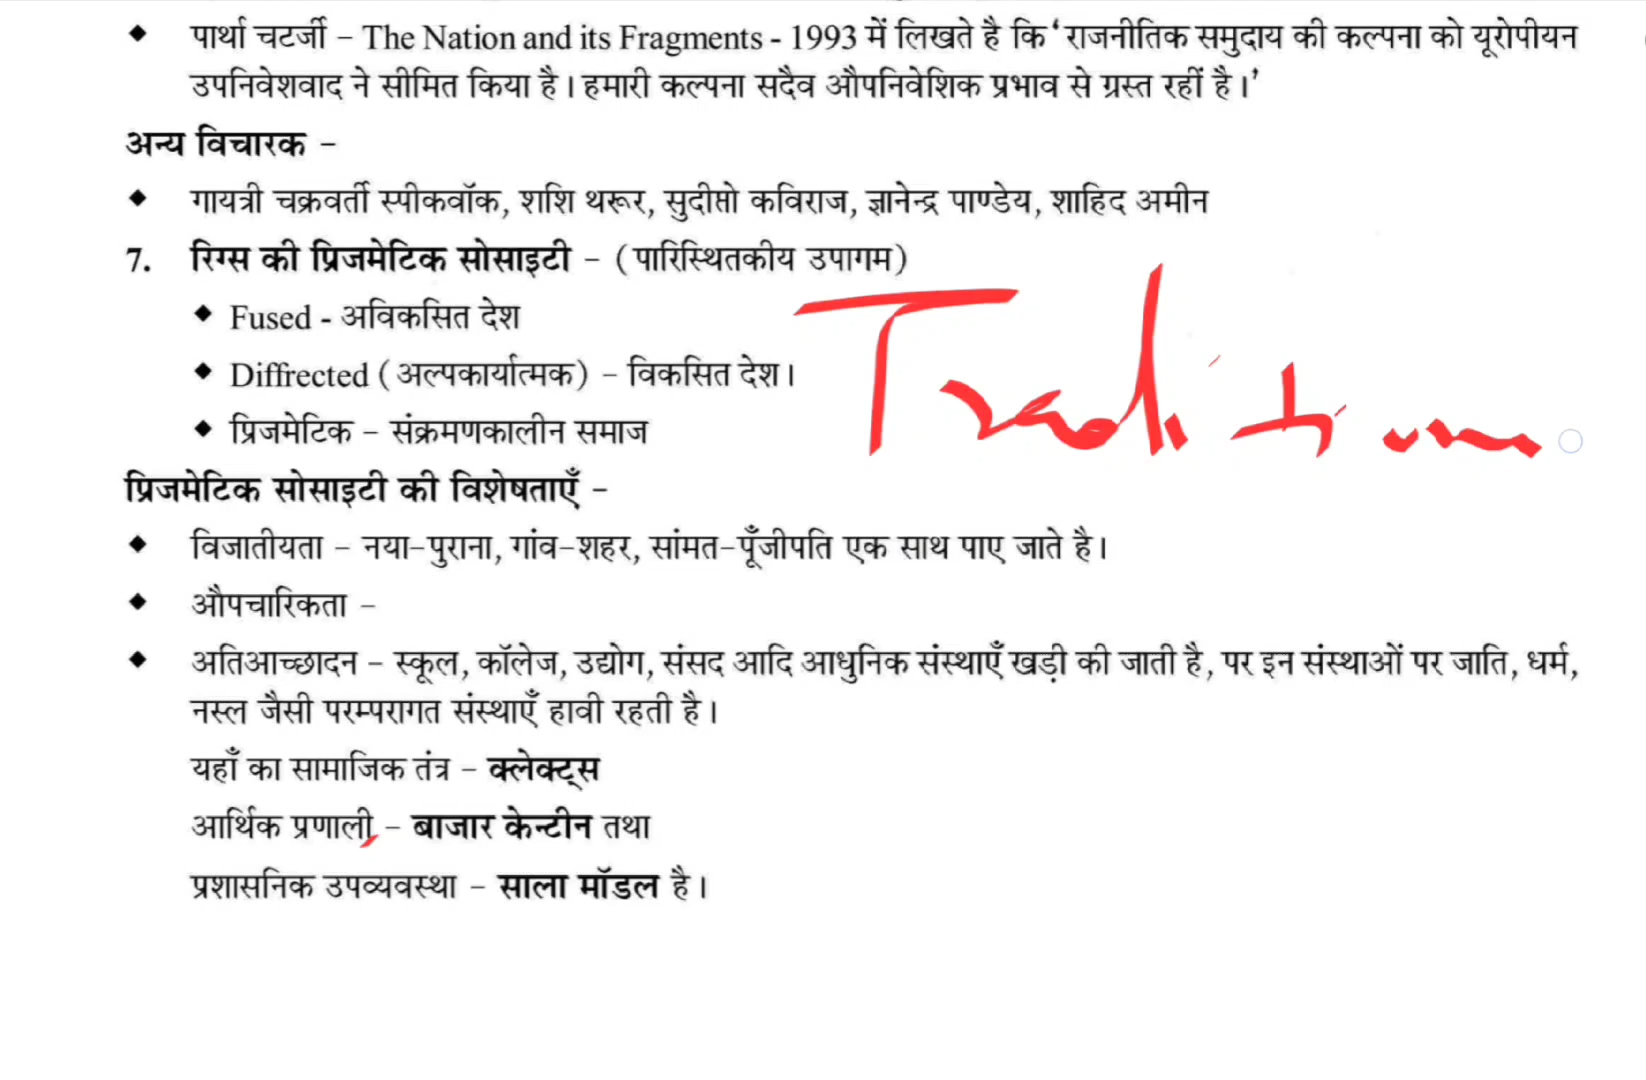 ◆ पार्था चटर्जी – The Nation and its Fragments - 1993 में लिखते है कि ‘राजनीतिक समुदाय की कल्पना को यूरोपीयन
उपनिवेशवाद ने सीमित किया है। हमारी कल्पना सदैव औपनिवेशिक प्रभाव से ग्रस्त रहीं है।’
अन्य विचारक –
◆ गायत्री चक्रवर्ती स्पीकवॉक, शशि थरूर, सुदीप्तो कविराज, ज्ञानेन्द्र पाण्डेय, शाहिद अमीन
7. रिग्स की प्रिजमेटिक सोसाइटी – (पारिस्थितकीय उपागम)
◆ Fused - अविकसित देश
◆ Diffrected (अल्पकार्यात्मक) – विकसित देश।
◆ प्रिजमेटिक – संक्रमणकालीन समाज
प्रिजमेटिक सोसाइटी की विशेषताएँ –
◆ विजातीयता – नया-पुराना, गांव-शहर, सांमत-पूँजीपति एक साथ पाए जाते है।
◆ औपचारिकता –
◆ अतिआच्छादन – स्कूल, कॉलेज, उद्योग, संसद आदि आधुनिक संस्थाएँ खड़ी की जाती है, पर इन संस्थाओं पर जाति, धर्म,
नस्ल जैसी परम्परागत संस्थाएँ हावी रहती है।
यहाँ का सामाजिक तंत्र – क्लेक्ट्स
आर्थिक प्रणाली – बाजार केन्टीन तथा
प्रशासनिक उपव्यवस्था – साला मॉडल है।